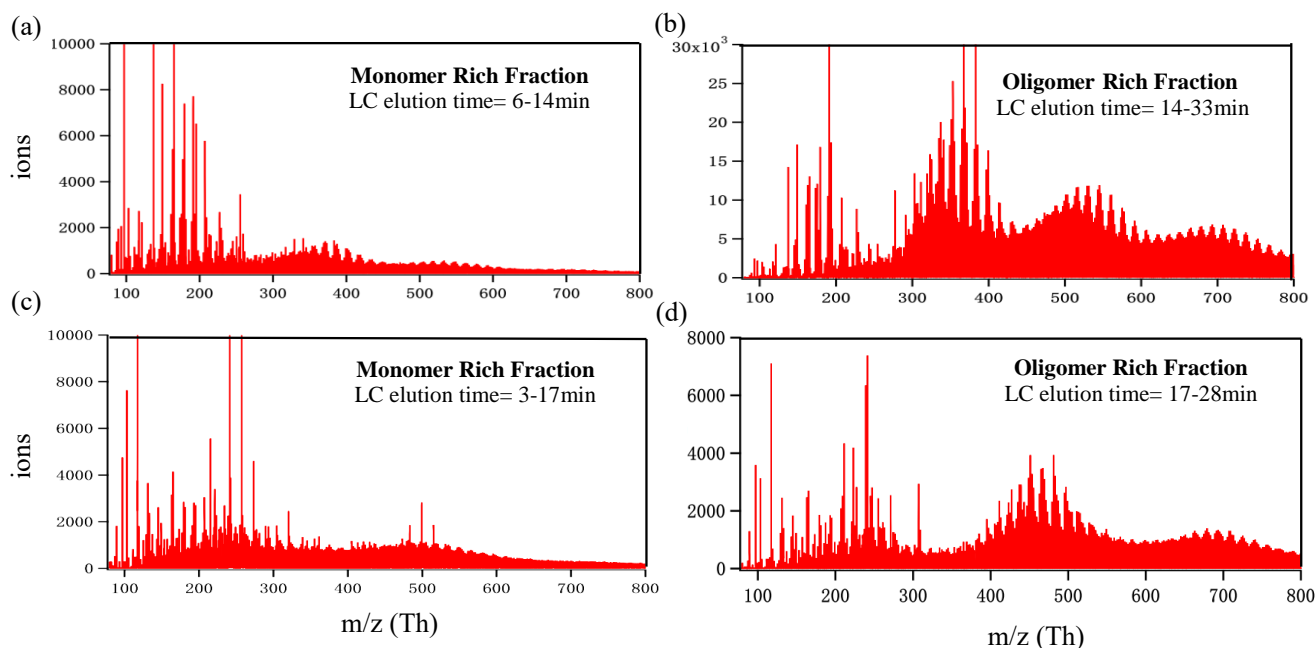 (a)
10000
8000
6000
4000
2000
0
ions
Monomer Rich Fraction
LC elution time= 6-14min
100 200 300 400 500 600 700 800
(b)
30x10³
25
20
15
10
5
0
Oligomer Rich Fraction
LC elution time= 14-33min
100 200 300 400 500 600 700 800
(c)
10000
8000
6000
4000
2000
0
ions
Monomer Rich Fraction
LC elution time= 3-17min
100 200 300 400 500 600 700 800
m/z (Th)
(d)
8000
6000
4000
2000
0
Oligomer Rich Fraction
LC elution time= 17-28min
100 200 300 400 500 600 700 800
m/z (Th)